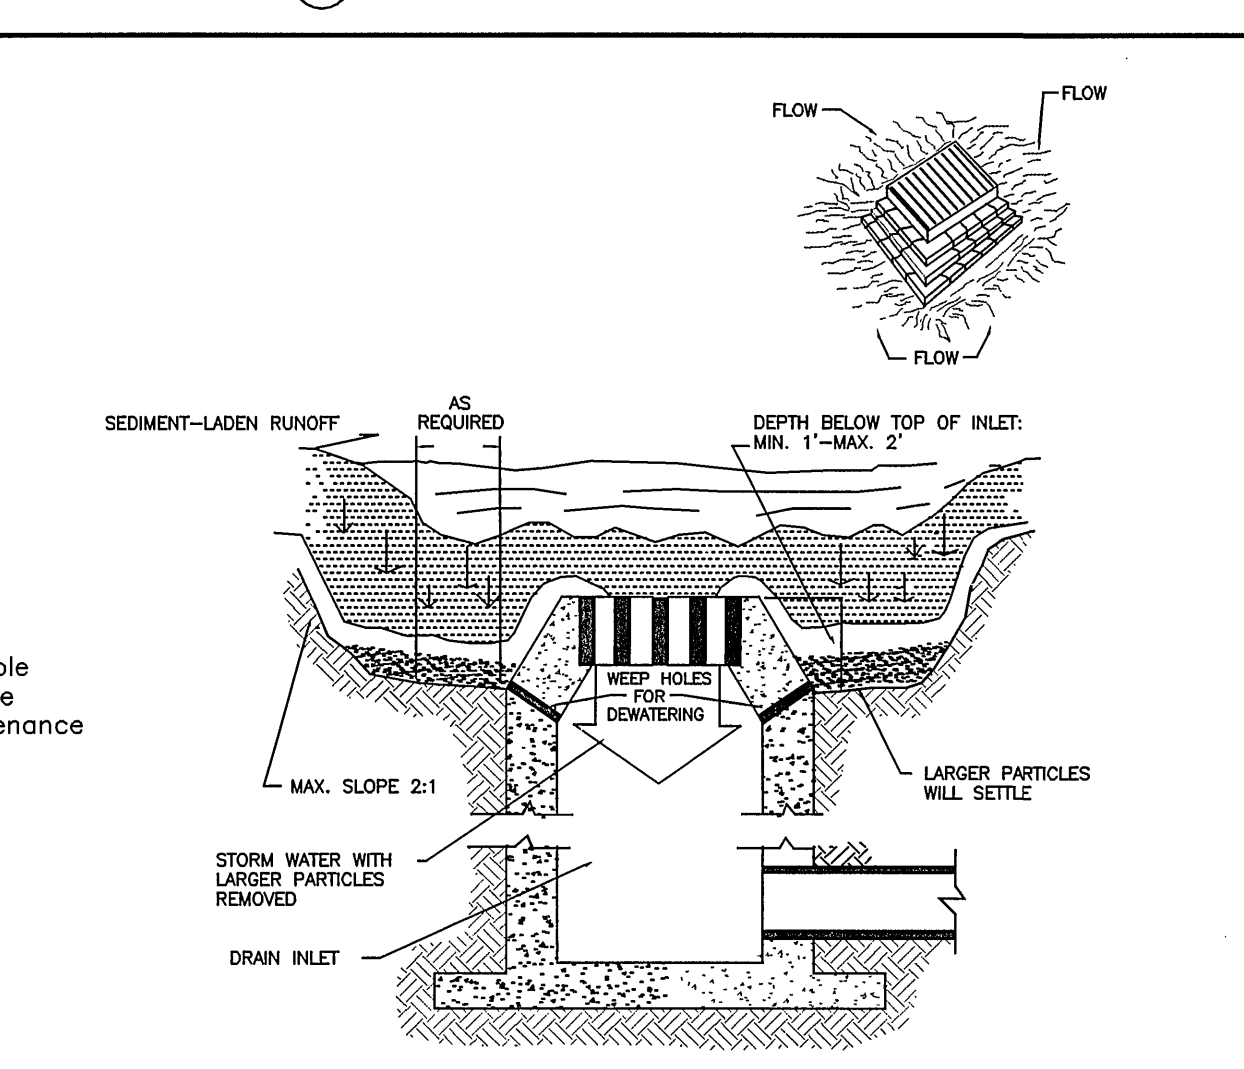 FLOW
FLOW
FLOW
SEDIMENT-LADEN RUNOFF
AS
REQUIRED
DEPTH BELOW TOP OF INLET:
MIN. 1'-MAX. 2'
WEEP HOLES
FOR
DEWATERING
MAX. SLOPE 2:1
LARGER PARTICLES
WILL SETTLE
STORM WATER WITH
LARGER PARTICLES
REMOVED
DRAIN INLET